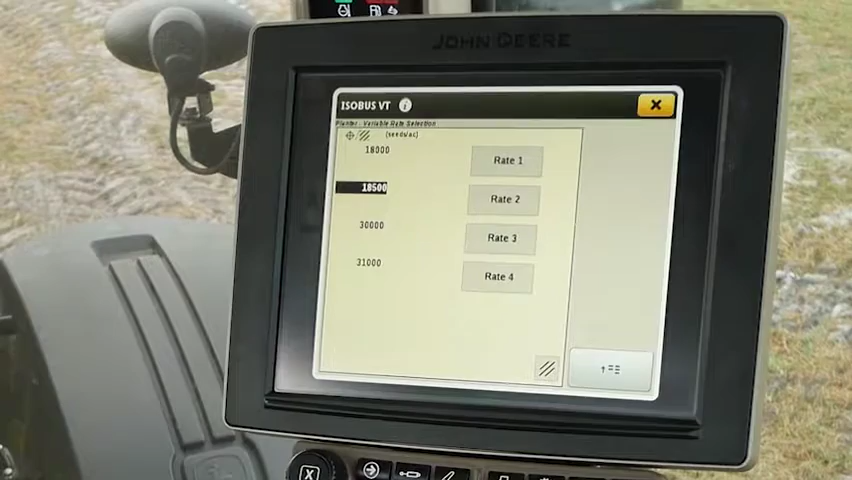 JOHN DEERE
ISOBUS VT
Planter - Variable Rate Selection
(seeds/ac)
18000 Rate 1
18500 Rate 2
30000 Rate 3
31000 Rate 4